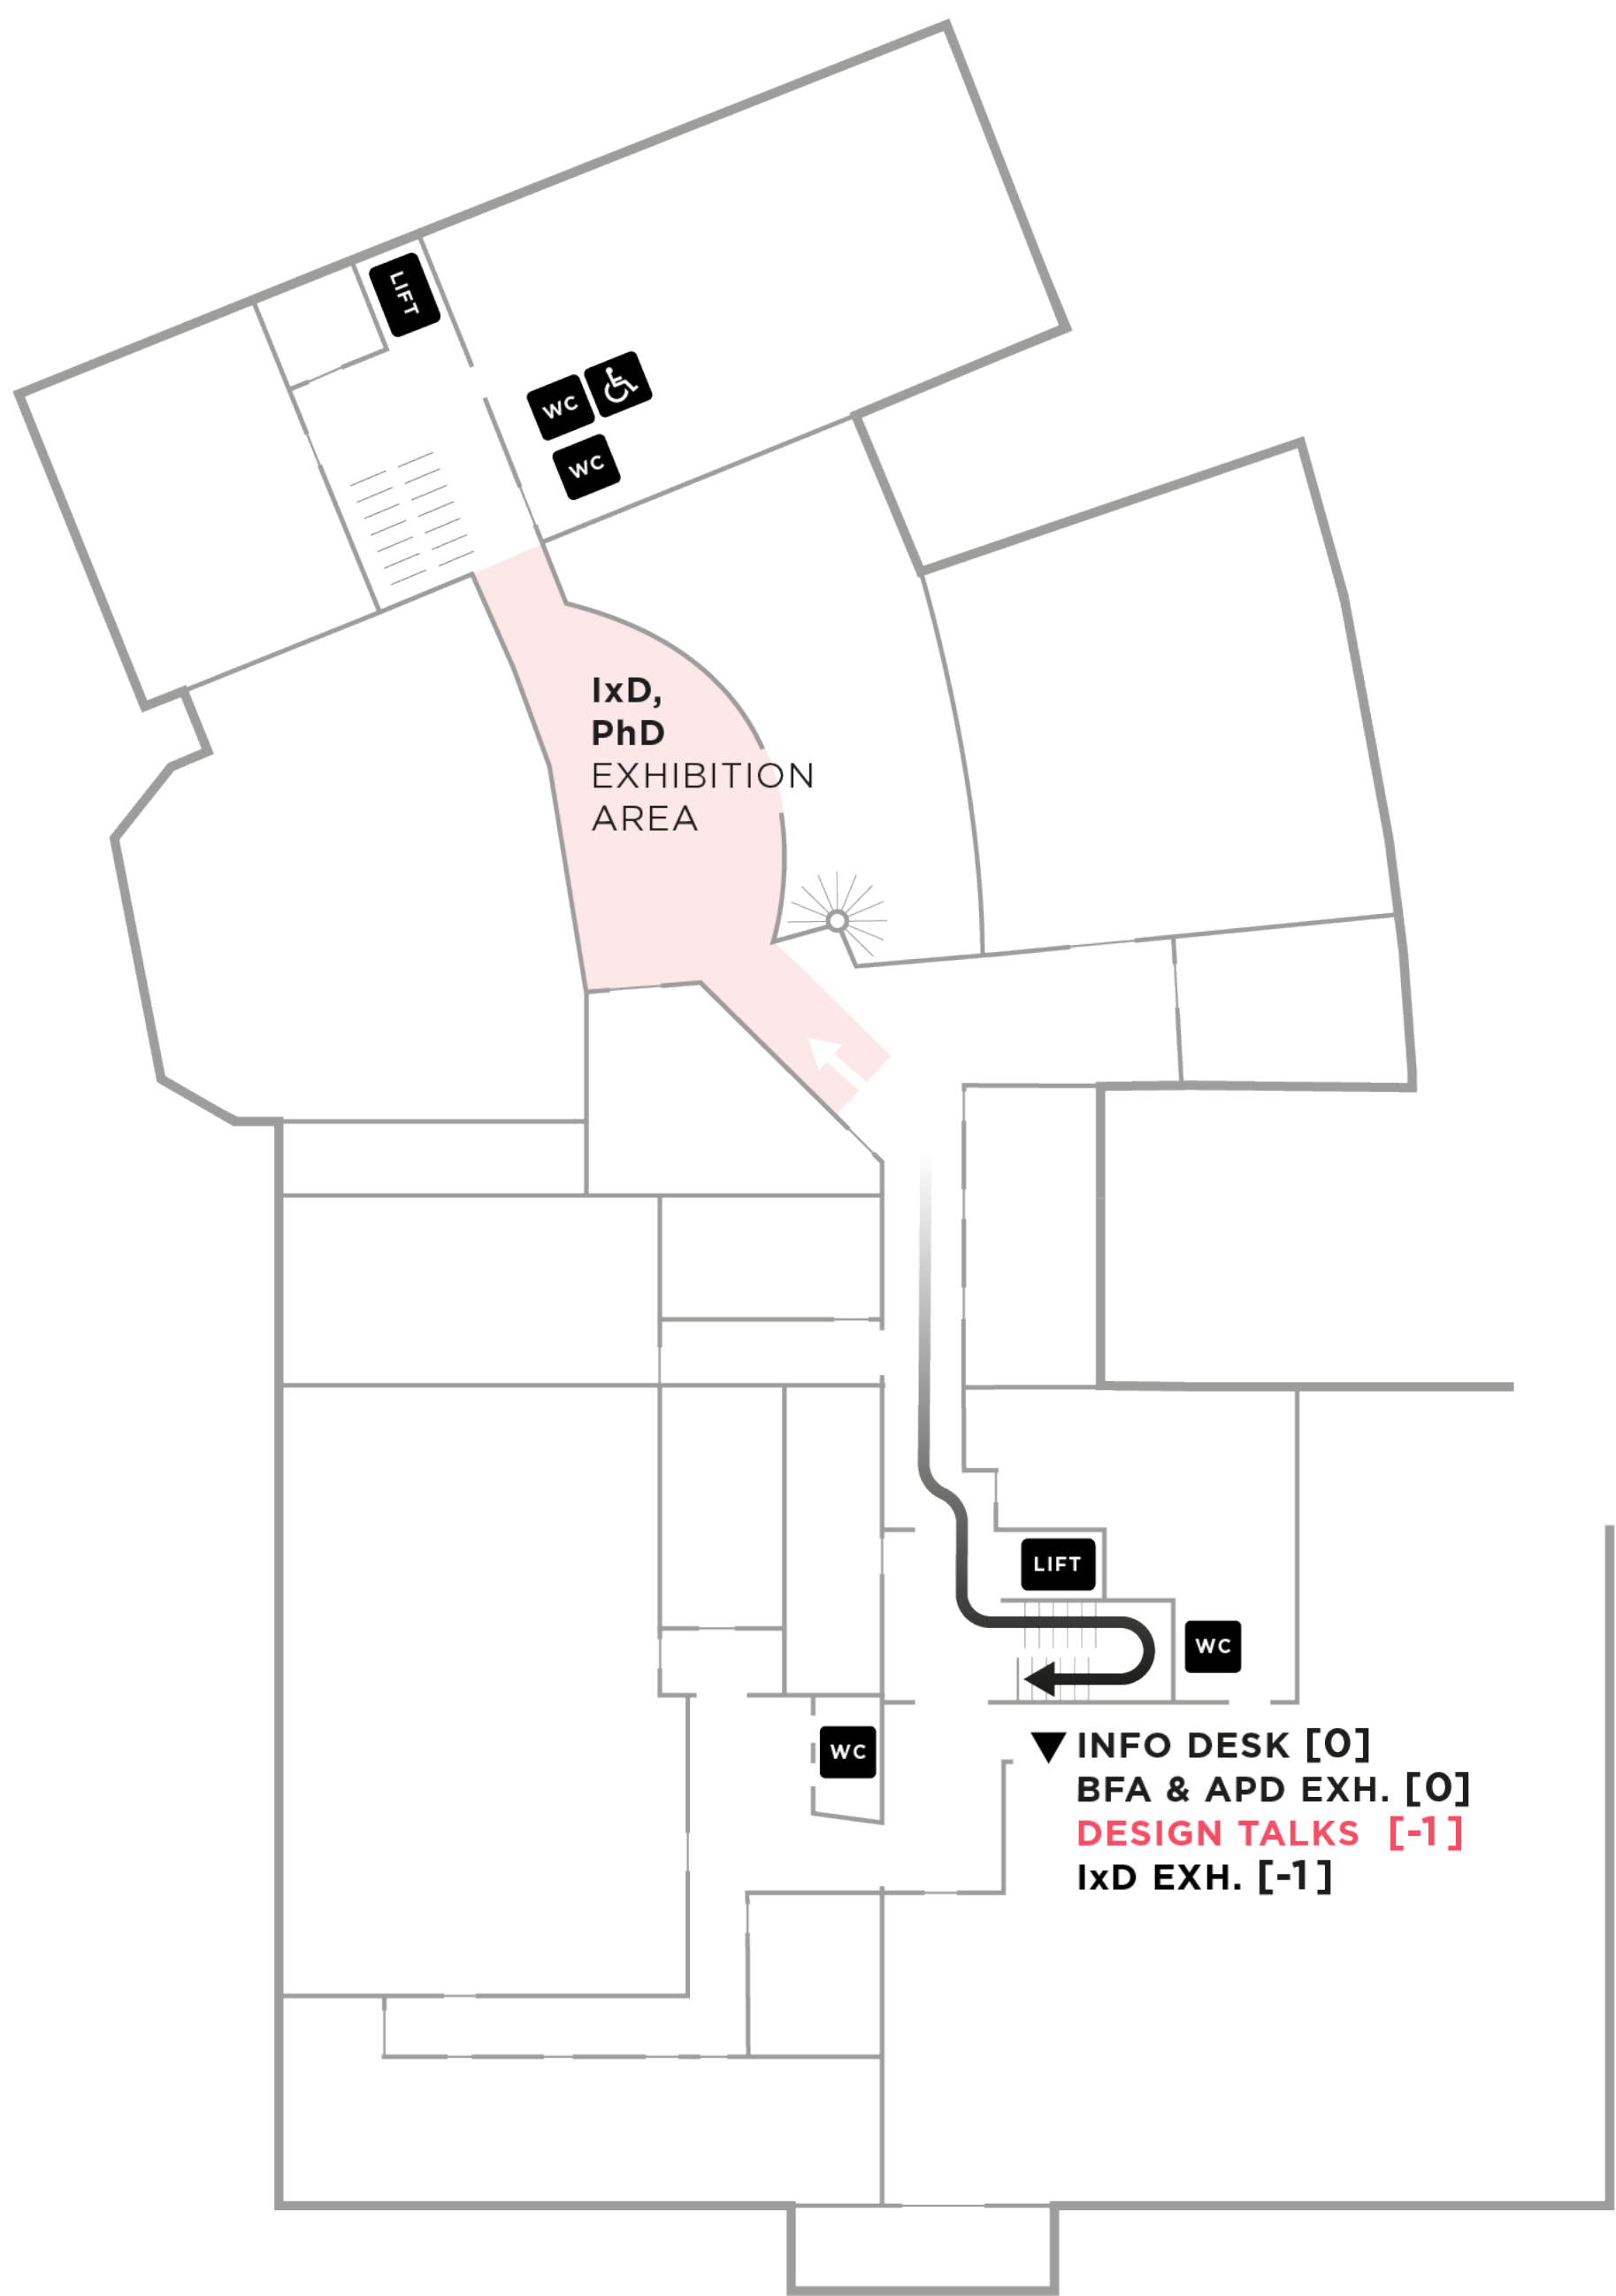 LIFT
WC
WC
IxD,
PhD
EXHIBITION
AREA
LIFT
WC
WC
INFO DESK [0]
BFA & APD EXH. [0]
DESIGN TALKS [-1]
IxD EXH. [-1]